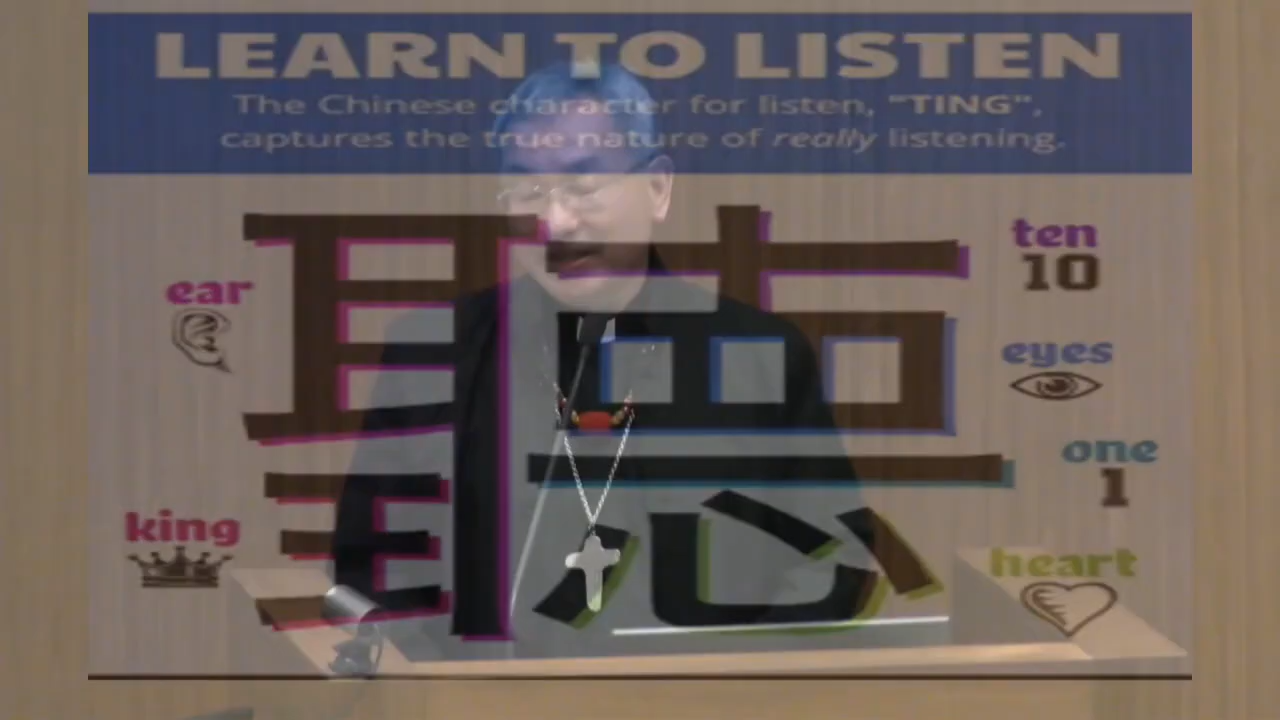 LEARN TO LISTEN
The Chinese character for listen, "TING",
captures the true nature of really listening.
聽
ear
king
ten
10
eyes
one
1
heart